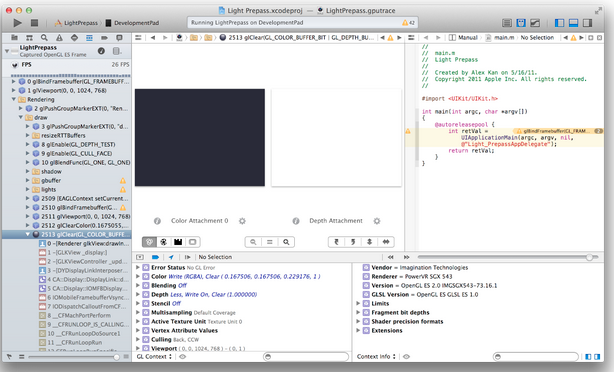 Light Prepass.xcodeproj — LightPrepass.gputrace
LightPrepass DevelopmentPad
Running LightPrepass on DevelopmentPad
42
2513 glClear(GL_COLOR_BUFFER_BIT | GL_DEPTH_BU...
Manual main.m No Selection
LightPrepass
Captured OpenGL ES Frame
FPS 26 FPS
0 glBindFramebuffer(GL_FRAMEBUFF...
1 glViewport(0, 0, 1024, 768)
Rendering
2 glPushGroupMarkerEXT(0, "Ren...
draw
3 glPushGroupMarkerEXT(0, "d...
resizeRTTBuffers
8 glEnable(GL_DEPTH_TEST)
9 glEnable(GL_CULL_FACE)
10 glBlendFunc(GL_ONE, GL_ONE)
shadow
gbuffer
lights
2509 [EAGLContext setCurrent...
2510 glBindFramebuffer(G...
2511 glViewport(0, 0, 1024, 768)
2512 glClearColor(0.1675055,...
2513 glClear(GL_COLOR_BUFFE...
0 -[Renderer glkView:drawIn...
1 -[GLKView _display:]
2 -[GLKViewController _upd...
3 -[DYDisplayLinkInterposer...
4 CA::Display::DisplayLink::di...
5 CA::Display::IOMFBDisplay...
6 IOMobileFramebufferVsync...
7 IODispatchCalloutFromCF...
8 __CFMachPortPerform
9 __CFRUNLOOP_IS_CALLING...
10 __CFRunLoopDoSource1
11 __CFRunLoopRun
Color Attachment 0
Depth Attachment
No Selection
//
// main.m
// Light Prepass
//
// Created by Alex Kan on 5/16/11.
// Copyright 2011 Apple Inc. All rights reserved.
//
#import <UIKit/UIKit.h>
int main(int argc, char *argv[])
{
@autoreleasepool {
int retVal =
glBindFramebuffer(GL_FRAM... 2
UIApplicationMain(argc, argv, nil,
@"Light_PrepassAppDelegate");
return retVal;
}
}
Error Status No GL Error
Color Write (R/G/B/A), Clear ( 0.167506, 0.167506, 0.229176, 1 )
Blending Off
Depth Less, Write On, Clear (1.000000)
Stencil Off
Multisampling Default Coverage
Active Texture Unit Texture Unit 0
Vertex Attribute Values
Culling Back, CCW
Viewport ( 0, 0, 1024, 768 ) - ( 0, 1 )
GL Context
Vendor = Imagination Technologies
Renderer = PowerVR SGX 543
Version = OpenGL ES 2.0 IMGSGX543-73.16.1
GLSL Version = OpenGL ES GLSL ES 1.0
Limits
Fragment bit depths
Shader precision formats
Extensions
Context Info